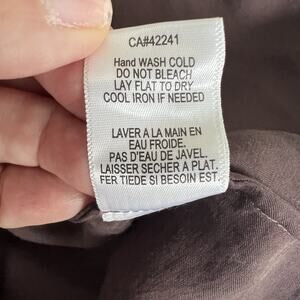 CA#42241
Hand WASH COLD
DO NOT BLEACH
LAY FLAT TO DRY
COOL IRON IF NEEDED
LAVER A LA MAIN EN
EAU FROIDE.
PAS D'EAU DE JAVEL.
LAISSER SECHER A PLAT.
FER TIEDE SI BESOIN EST.